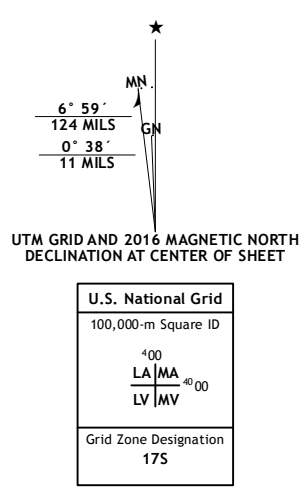 ★
MN
6° 59´
124 MILS
GN
0° 38´
11 MILS
UTM GRID AND 2016 MAGNETIC NORTH
DECLINATION AT CENTER OF SHEET
U.S. National Grid
100,000-m Square ID
⁴00
LA MA
⁴⁰00
LV MV
Grid Zone Designation
17S